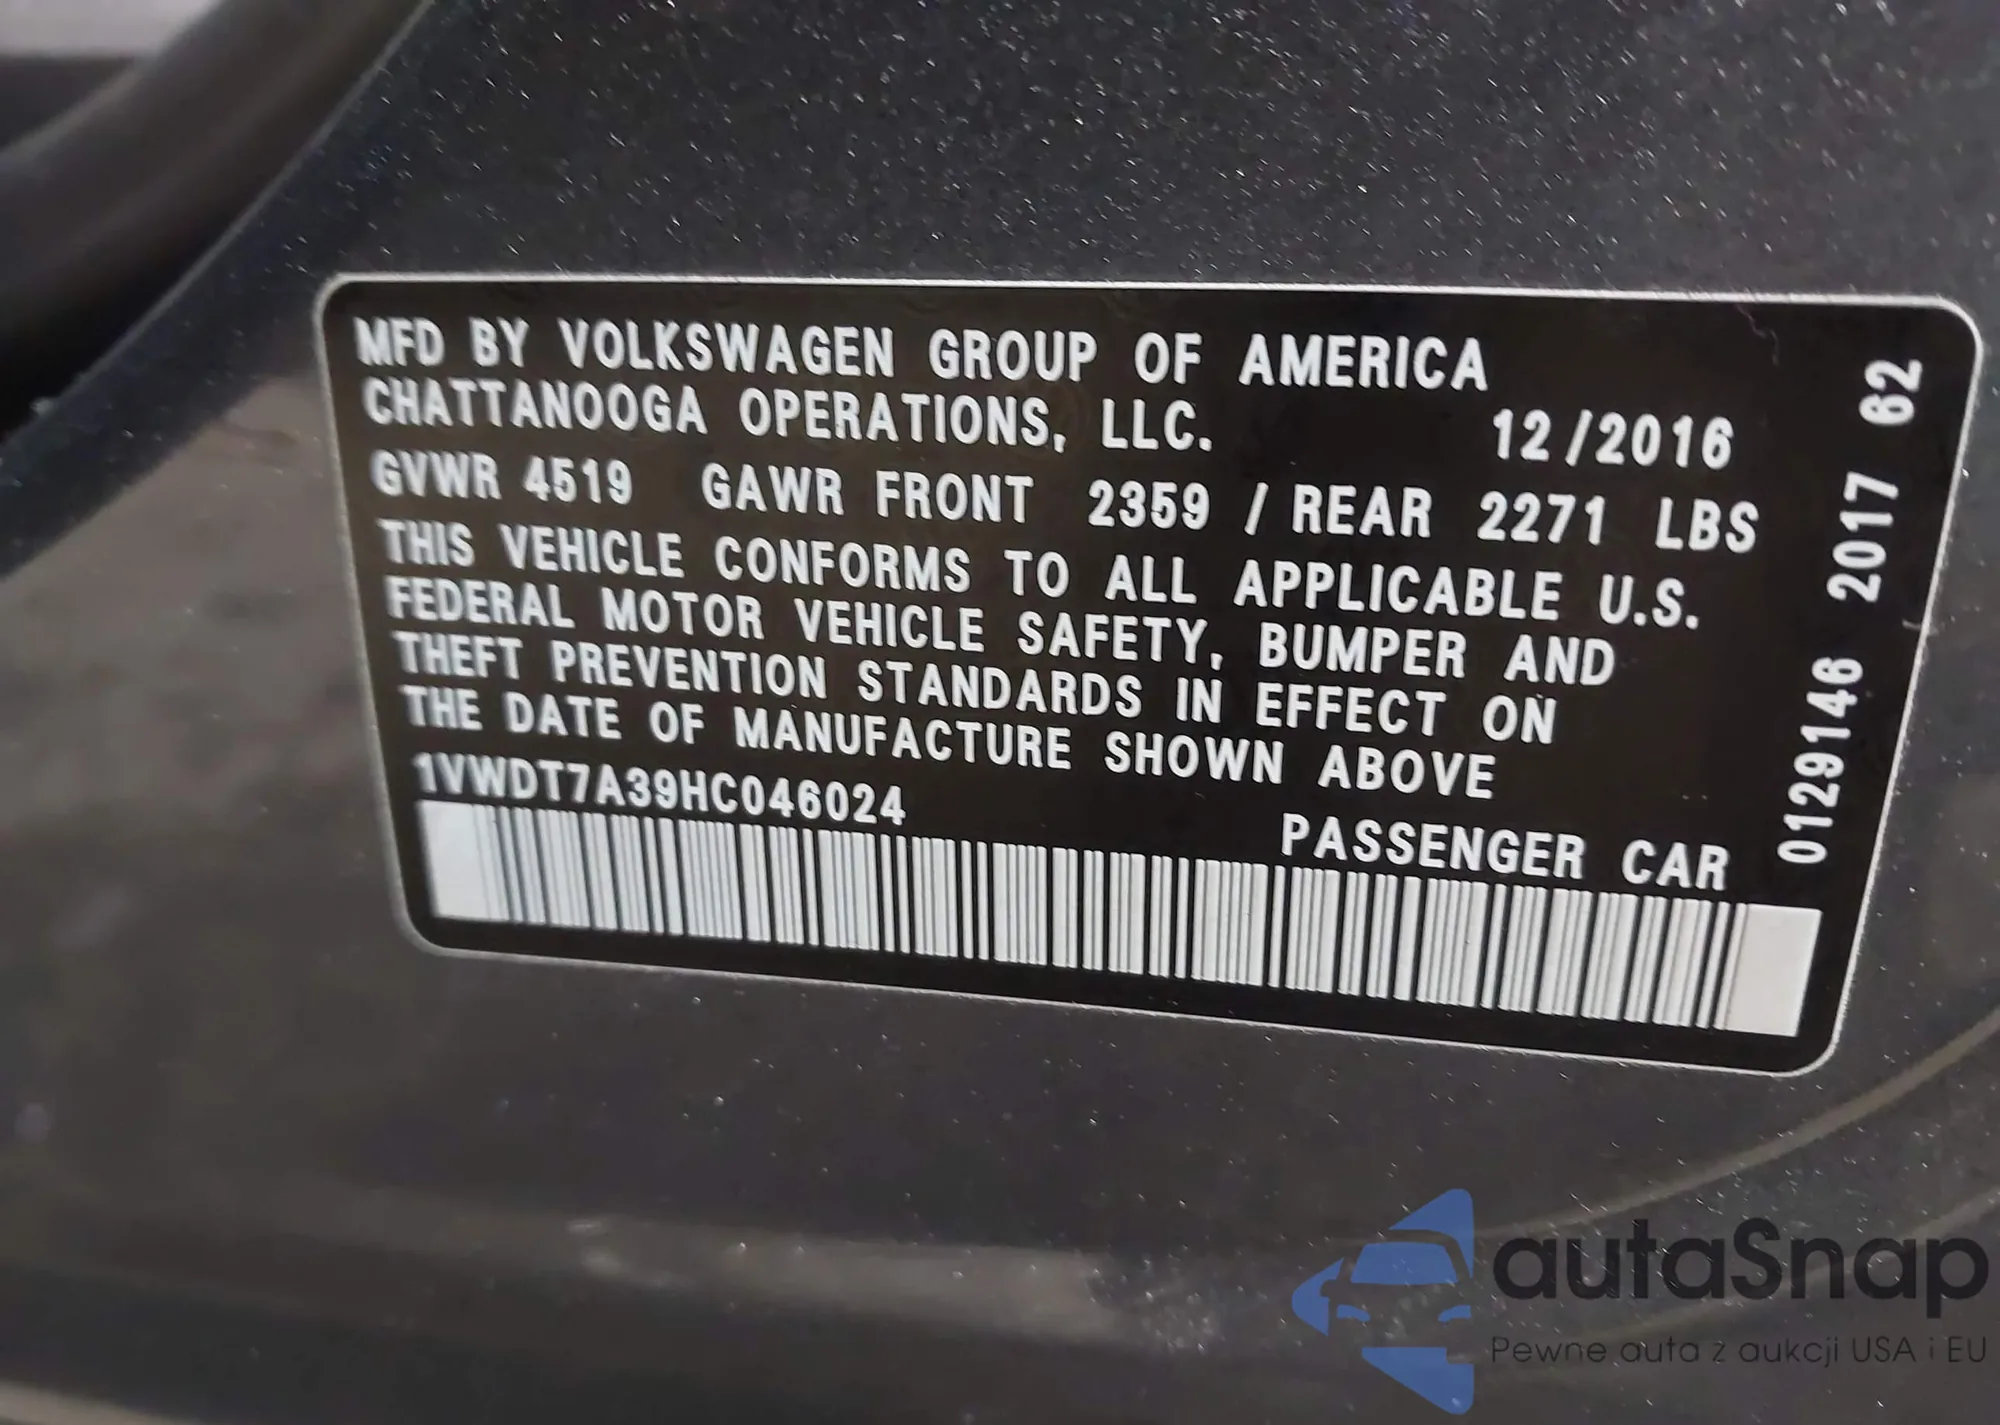 MFD BY VOLKSWAGEN GROUP OF AMERICA
CHATTANOOGA OPERATIONS, LLC. 12/2016
GVWR 4519 GAWR FRONT 2359 / REAR 2271 LBS
THIS VEHICLE CONFORMS TO ALL APPLICABLE U.S.
FEDERAL MOTOR VEHICLE SAFETY, BUMPER AND
THEFT PREVENTION STANDARDS IN EFFECT ON
THE DATE OF MANUFACTURE SHOWN ABOVE
1VWDT7A39HC046024
PASSENGER CAR
0129146 2017 62
autaSnap
Pewne auta z aukcji USA i EU